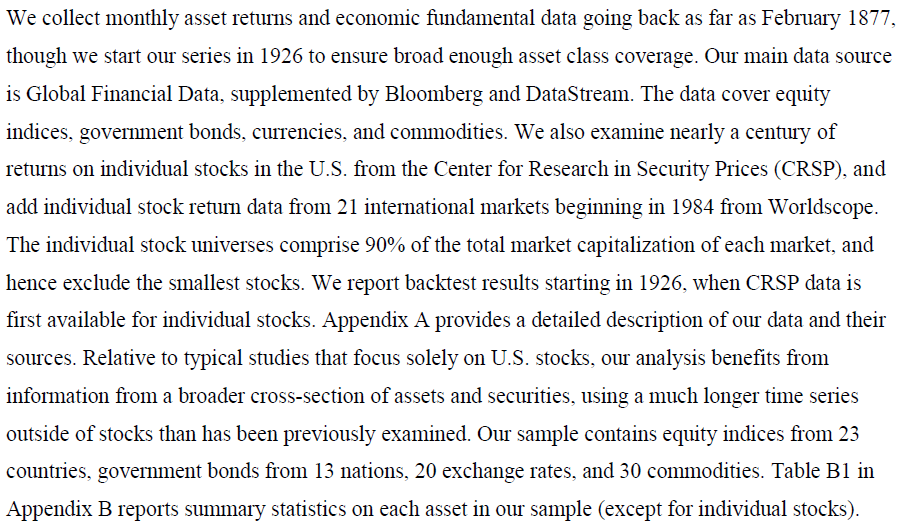 We collect monthly asset returns and economic fundamental data going back as far as February 1877,
though we start our series in 1926 to ensure broad enough asset class coverage. Our main data source
is Global Financial Data, supplemented by Bloomberg and DataStream. The data cover equity
indices, government bonds, currencies, and commodities. We also examine nearly a century of
returns on individual stocks in the U.S. from the Center for Research in Security Prices (CRSP), and
add individual stock return data from 21 international markets beginning in 1984 from Worldscope.
The individual stock universes comprise 90% of the total market capitalization of each market, and
hence exclude the smallest stocks. We report backtest results starting in 1926, when CRSP data is
first available for individual stocks. Appendix A provides a detailed description of our data and their
sources. Relative to typical studies that focus solely on U.S. stocks, our analysis benefits from
information from a broader cross-section of assets and securities, using a much longer time series
outside of stocks than has been previously examined. Our sample contains equity indices from 23
countries, government bonds from 13 nations, 20 exchange rates, and 30 commodities. Table B1 in
Appendix B reports summary statistics on each asset in our sample (except for individual stocks).